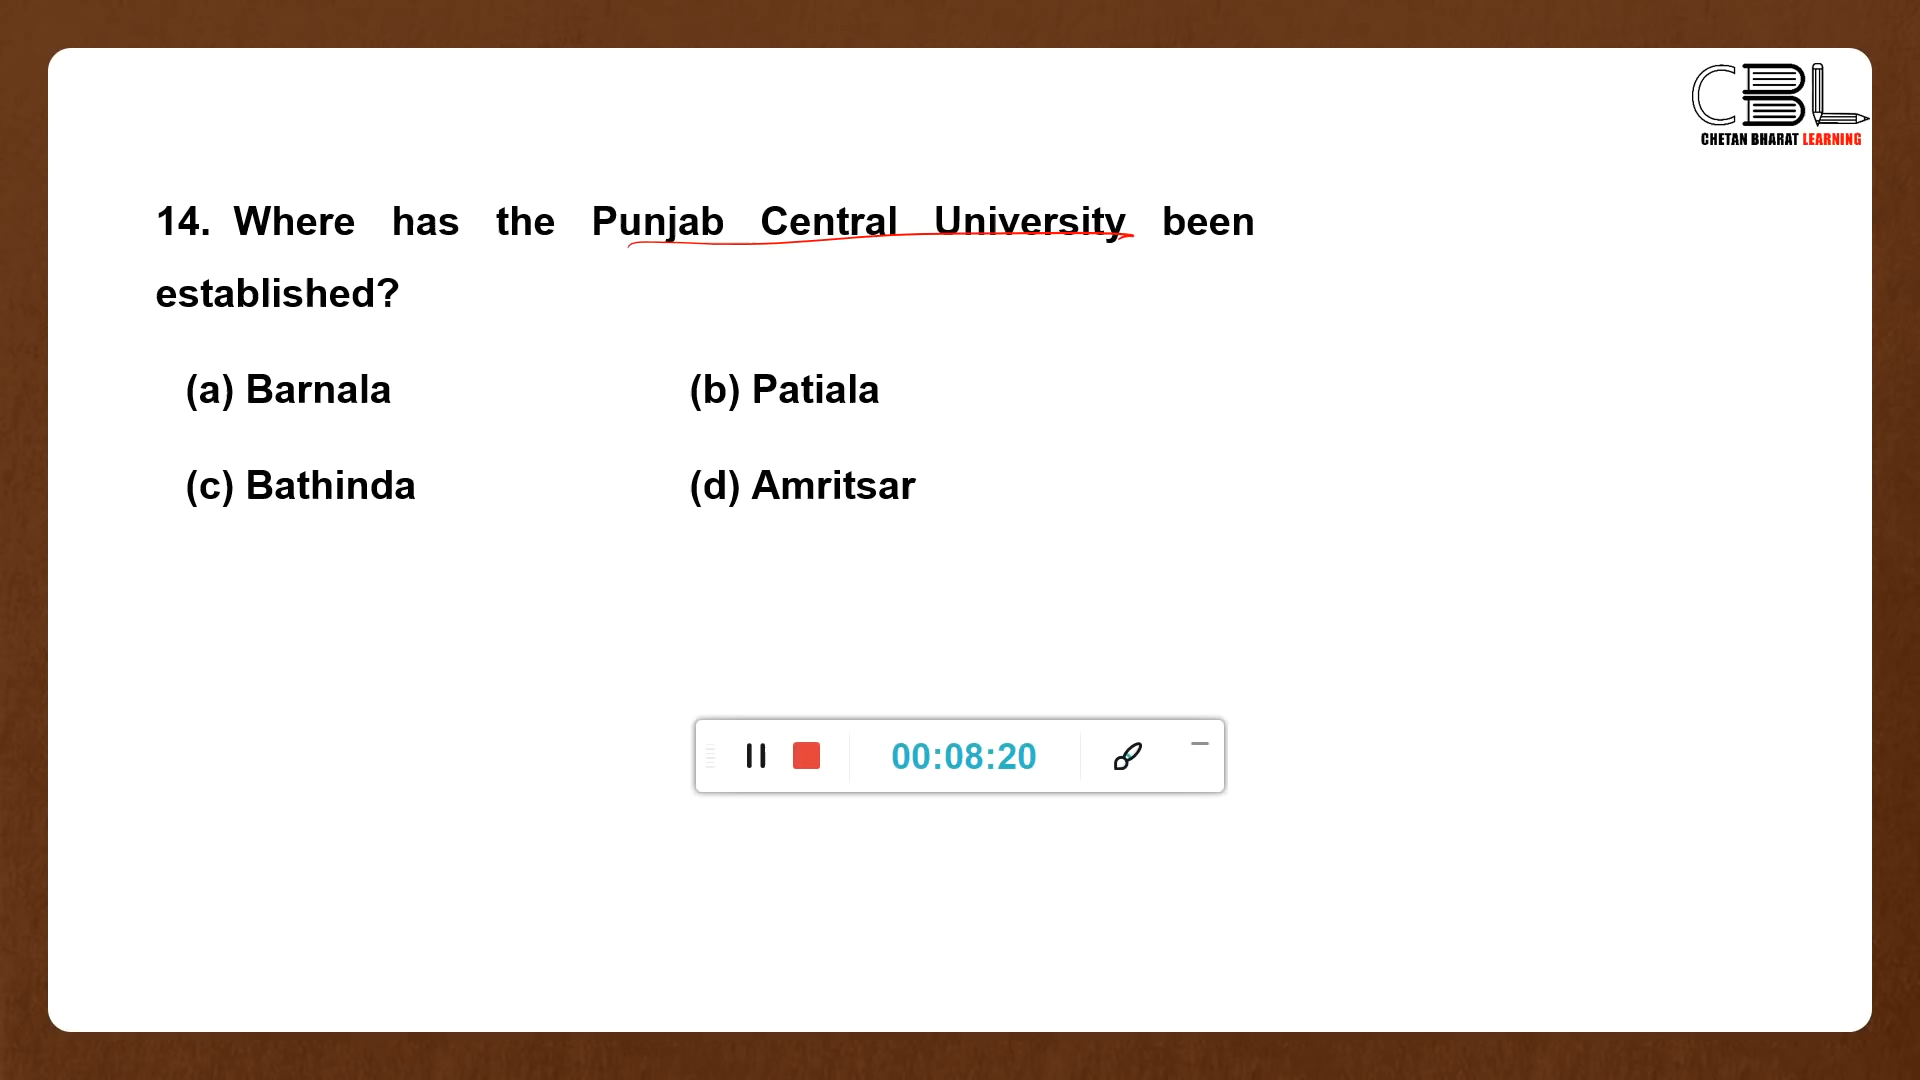 CBL
CHETAN BHARAT LEARNING
14. Where has the Punjab Central University been
established?
(a) Barnala (b) Patiala
(c) Bathinda (d) Amritsar
00:08:20